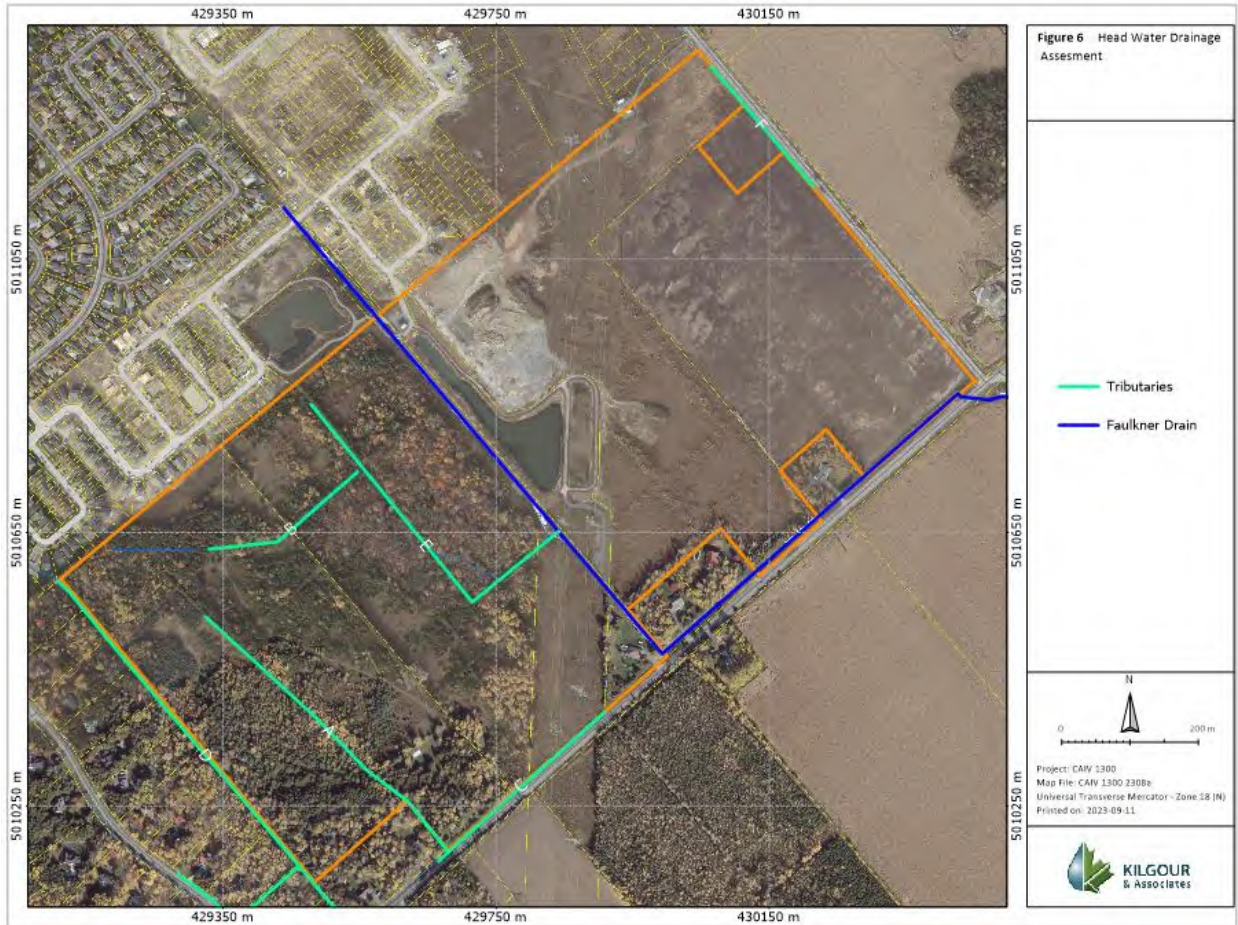 429350 m
429750 m
430150 m
Figure 6 Head Water Drainage
Assesment
5011050 m
5011050 m
F
Tributaries
Faulkner Drain
5010650 m
5010650 m
B
E
A
D
C
N
0 200 m
5010250 m
5010250 m
Project: CAIV 1300
Map File: CAIV 1300 2308a
Universal Transverse Mercator - Zone 18 (N)
Printed on: 2023-09-11
KILGOUR
& Associates
429350 m
429750 m
430150 m